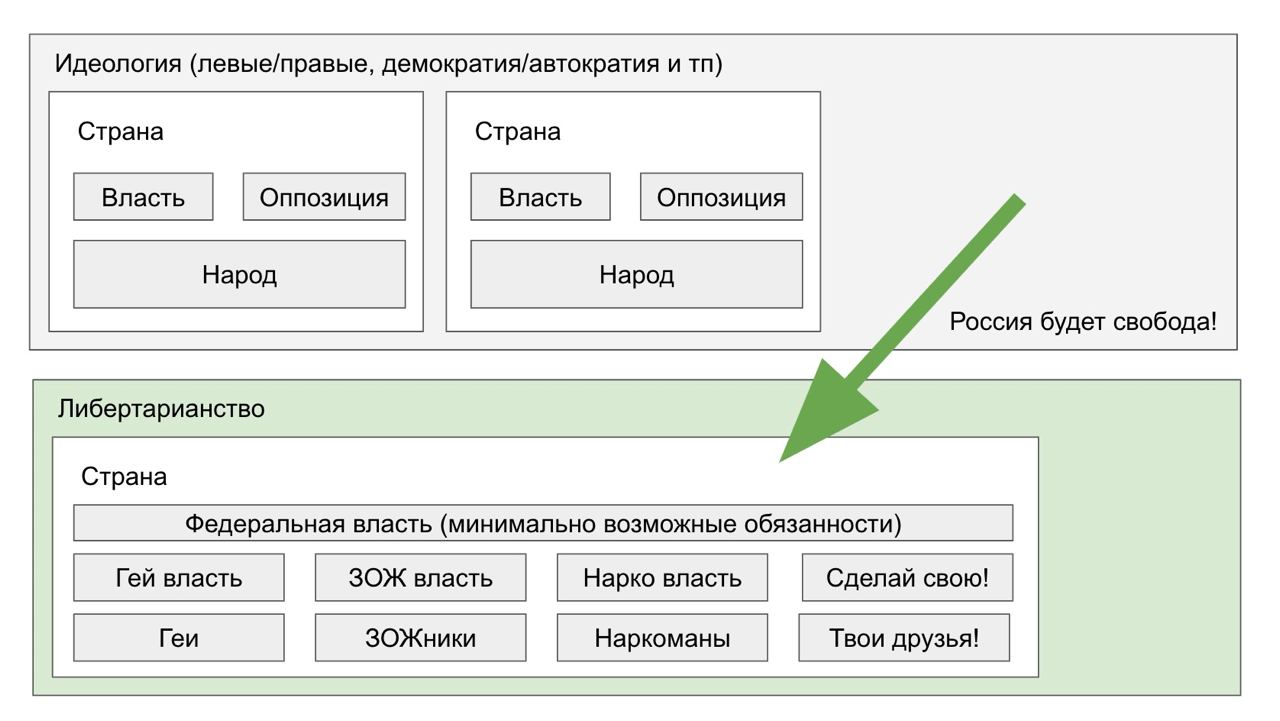 Идеология (левые/правые, демократия/автократия и тп)
Страна
Власть
Оппозиция
Народ
Страна
Власть
Оппозиция
Народ
Россия будет свобода!
Либертарианство
Страна
Федеральная власть (минимально возможные обязанности)
Гей власть
ЗОЖ власть
Нарко власть
Сделай свою!
Геи
ЗОЖники
Наркоманы
Твои друзья!